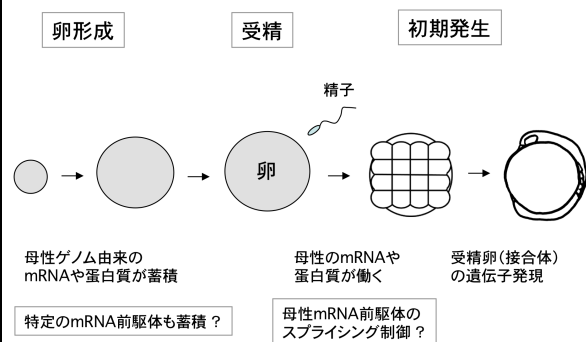 卵形成
受精
初期発生
精子
卵
母性ゲノム由来の
mRNAや蛋白質が蓄積
母性のmRNAや
蛋白質が働く
受精卵(接合体)
の遺伝子発現
特定のmRNA前駆体も蓄積?
母性mRNA前駆体の
スプライシング制御?